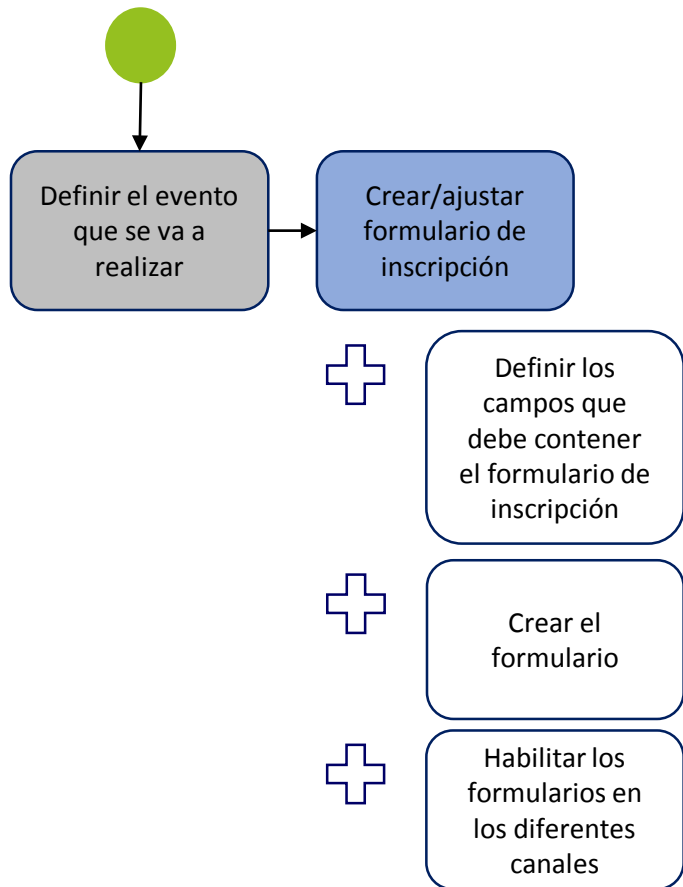 Definir el evento
que se va a
realizar
Crear/ajustar
formulario de
inscripción
Definir los
campos que
debe contener
el formulario de
inscripción
Crear el
formulario
Habilitar los
formularios en
los diferentes
canales